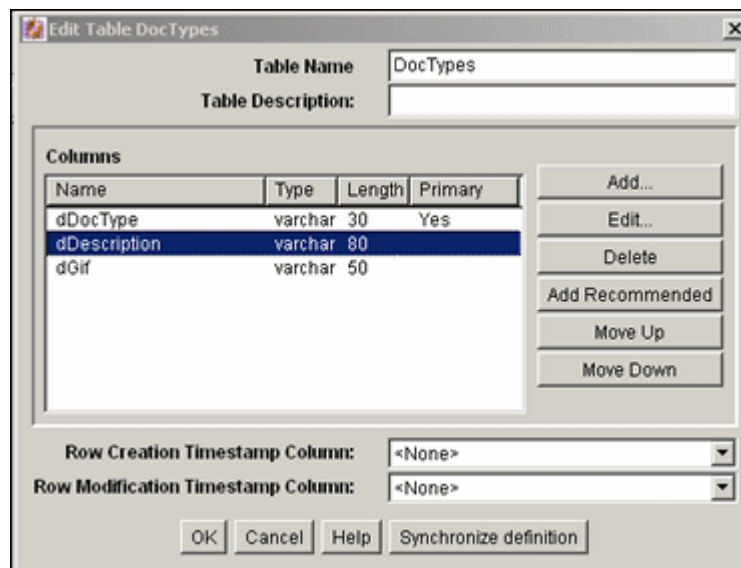 Edit Table DocTypes
Table Name DocTypes
Table Description:
Columns
Name Type Length Primary
dDocType varchar 30 Yes
dDescription varchar 80
dGif varchar 50
Add...
Edit...
Delete
Add Recommended
Move Up
Move Down
Row Creation Timestamp Column: <None>
Row Modification Timestamp Column: <None>
OK Cancel Help Synchronize definition